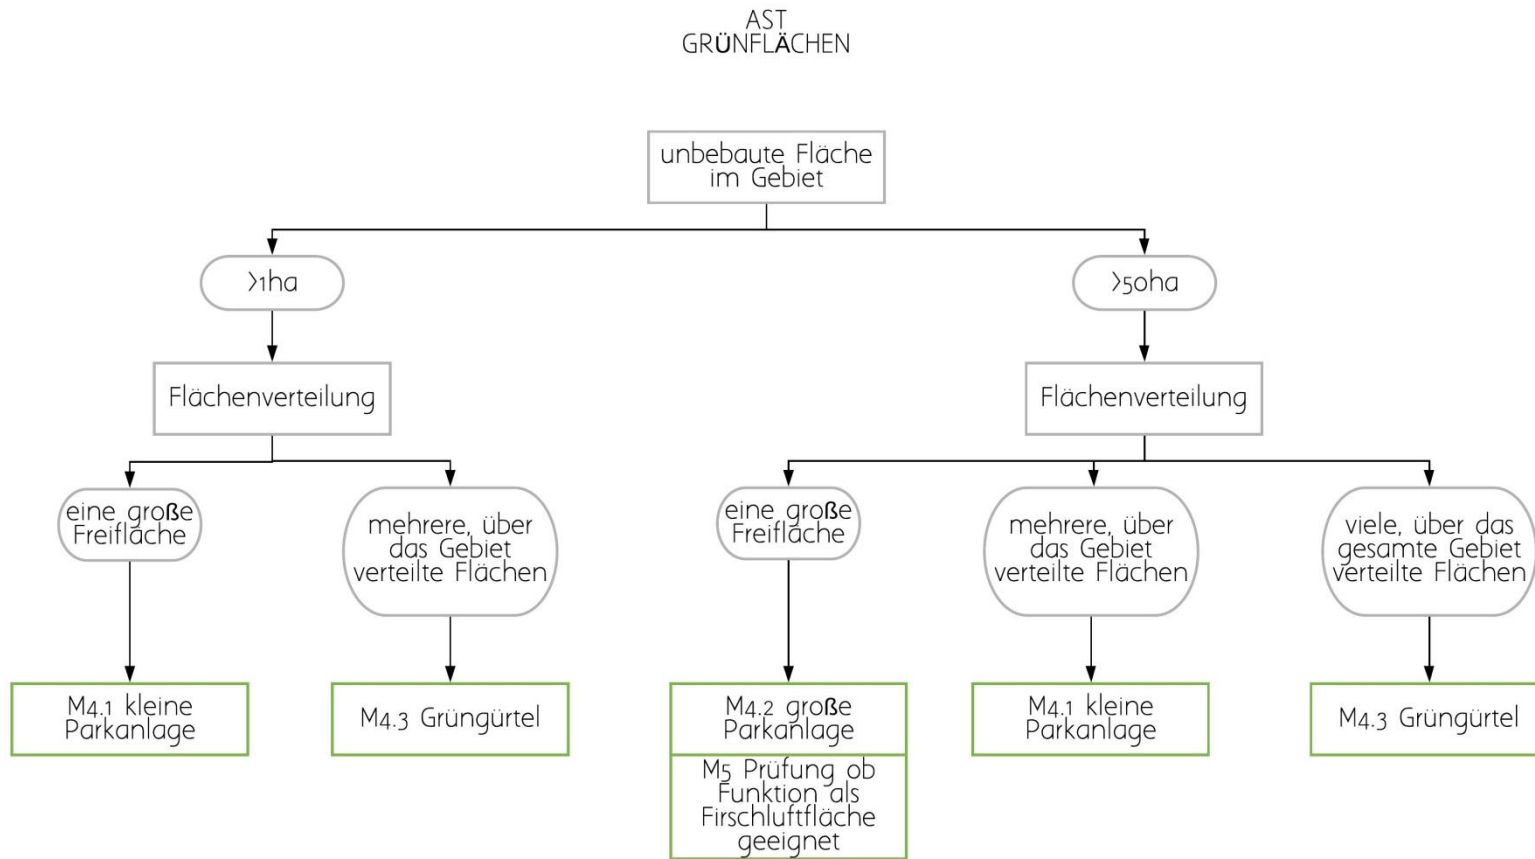 AST
GRÜNFLÄCHEN
unbebaute Fläche
im Gebiet
>1ha
>50ha
Flächenverteilung
Flächenverteilung
eine große
Freifläche
mehrere, über
das Gebiet
verteilte Flächen
eine große
Freifläche
mehrere, über
das Gebiet
verteilte Flächen
viele, über das
gesamte Gebiet
verteilte Flächen
M4.1 kleine
Parkanlage
M4.3 Grüngürtel
M4.2 große
Parkanlage
M5 Prüfung ob
Funktion als
Firschluftfläche
geeignet
M4.1 kleine
Parkanlage
M4.3 Grüngürtel